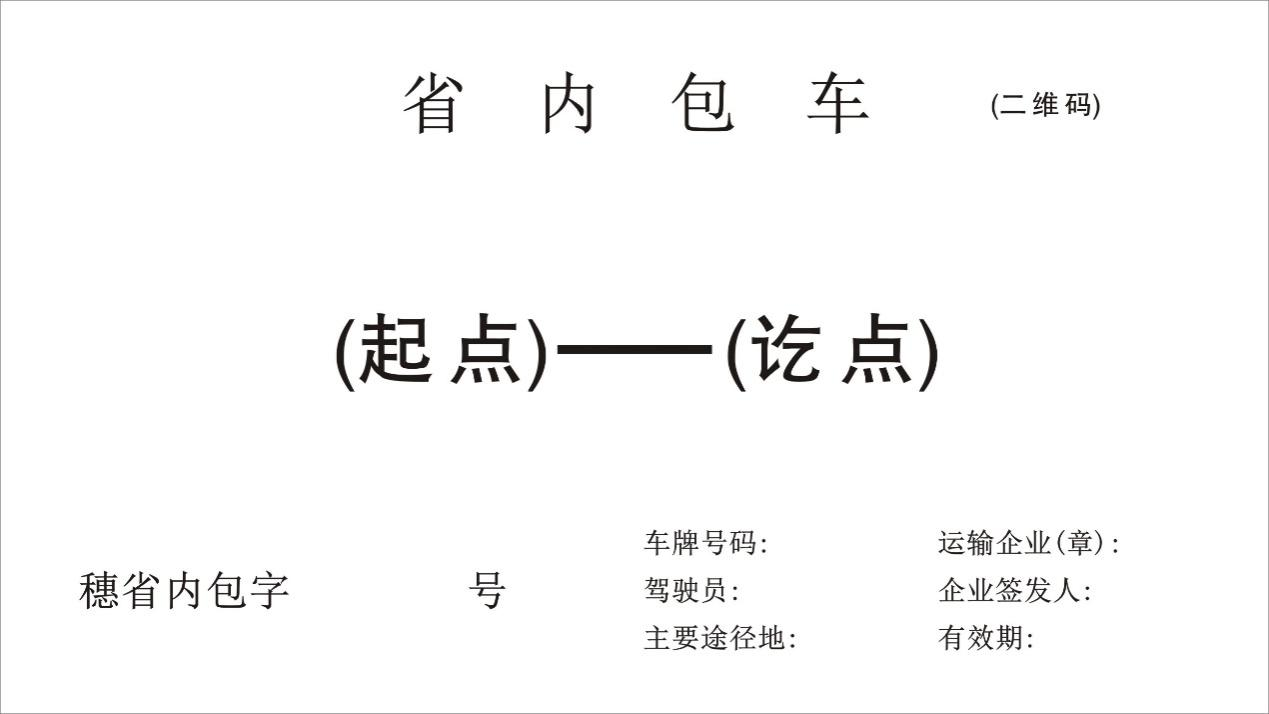 省内包车 (二维码)
(起点)——(讫点)
穗省内包字 号
车牌号码: 运输企业(章):
驾驶员: 企业签发人:
主要途径地: 有效期: